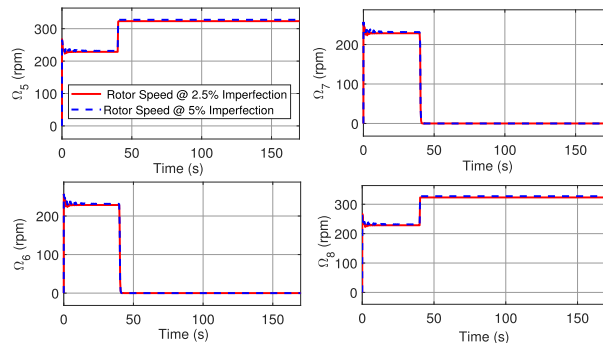 300
200
100
0
Ω5 (rpm)
Rotor Speed @ 2.5% Imperfection
Rotor Speed @ 5% Imperfection
0 50 100 150
Time (s)
200
100
0
Ω7 (rpm)
0 50 100 150
Time (s)
200
100
0
Ω6 (rpm)
0 50 100 150
Time (s)
300
200
100
0
Ω8 (rpm)
0 50 100 150
Time (s)